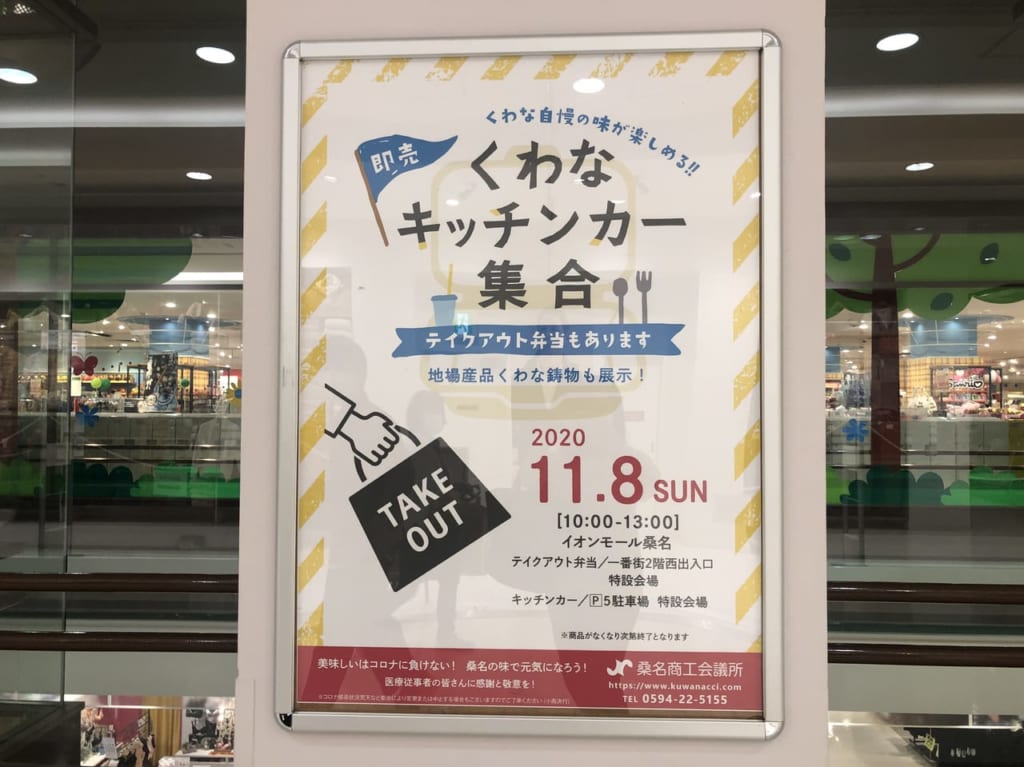 くわな自慢の味が楽しめる!!
即売
くわな
キッチンカー
集合
テイクアウト弁当もあります
地場産品くわな鋳物も展示！
TAKE
OUT
2020
11.8 SUN
[10:00-13:00]
イオンモール桑名
テイクアウト弁当／一番街2階西出入口
特設会場
キッチンカー／P5駐車場 特設会場
※商品がなくなり次第終了となります
美味しいはコロナに負けない！ 桑名の味で元気になろう！
医療従事者の皆さんに感謝と敬意を！
桑名商工会議所
https://www.kuwanacci.com
TEL 0594-22-5155